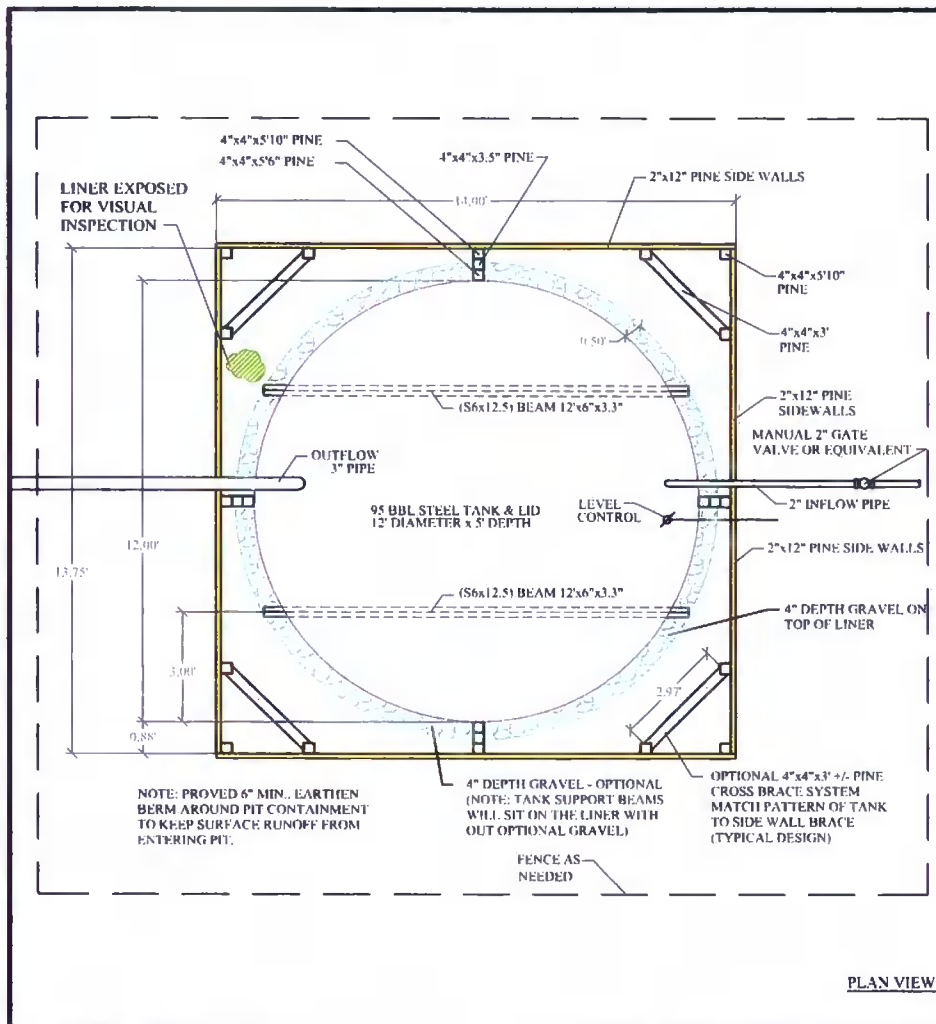 4"x4"x5'10" PINE
4"x4"x5'6" PINE
4"x4"x3.5" PINE
2"x12" PINE SIDE WALLS
LINER EXPOSED
FOR VISUAL
INSPECTION
14.00'
4"x4"x5'10"
PINE
4"x4"x3'
PINE
0.50'
(S6x12.5) BEAM 12'x6"x3.3"
2"x12" PINE
SIDEWALLS
MANUAL 2" GATE
VALVE OR EQUIVALENT
OUTFLOW
3" PIPE
95 BBL STEEL TANK & LID
12' DIAMETER x 5' DEPTH
LEVEL
CONTROL
2" INFLOW PIPE
12.00'
13.75'
2"x12" PINE SIDE WALLS
(S6x12.5) BEAM 12'x6"x3.3"
4" DEPTH GRAVEL ON
TOP OF LINER
3.00'
2.97'
0.88'
NOTE: PROVED 6" MIN.. EARTHEN
BERM AROUND PIT CONTAINMENT
TO KEEP SURFACE RUNOFF FROM
ENTERING PIT.
4" DEPTH GRAVEL - OPTIONAL
(NOTE: TANK SUPPORT BEAMS
WILL SIT ON THE LINER WITH
OUT OPTIONAL GRAVEL)
OPTIONAL 4"x4"x3' +/- PINE
CROSS BRACE SYSTEM
MATCH PATTERN OF TANK
TO SIDE WALL BRACE
(TYPICAL DESIGN)
FENCE AS
NEEDED
PLAN VIEW